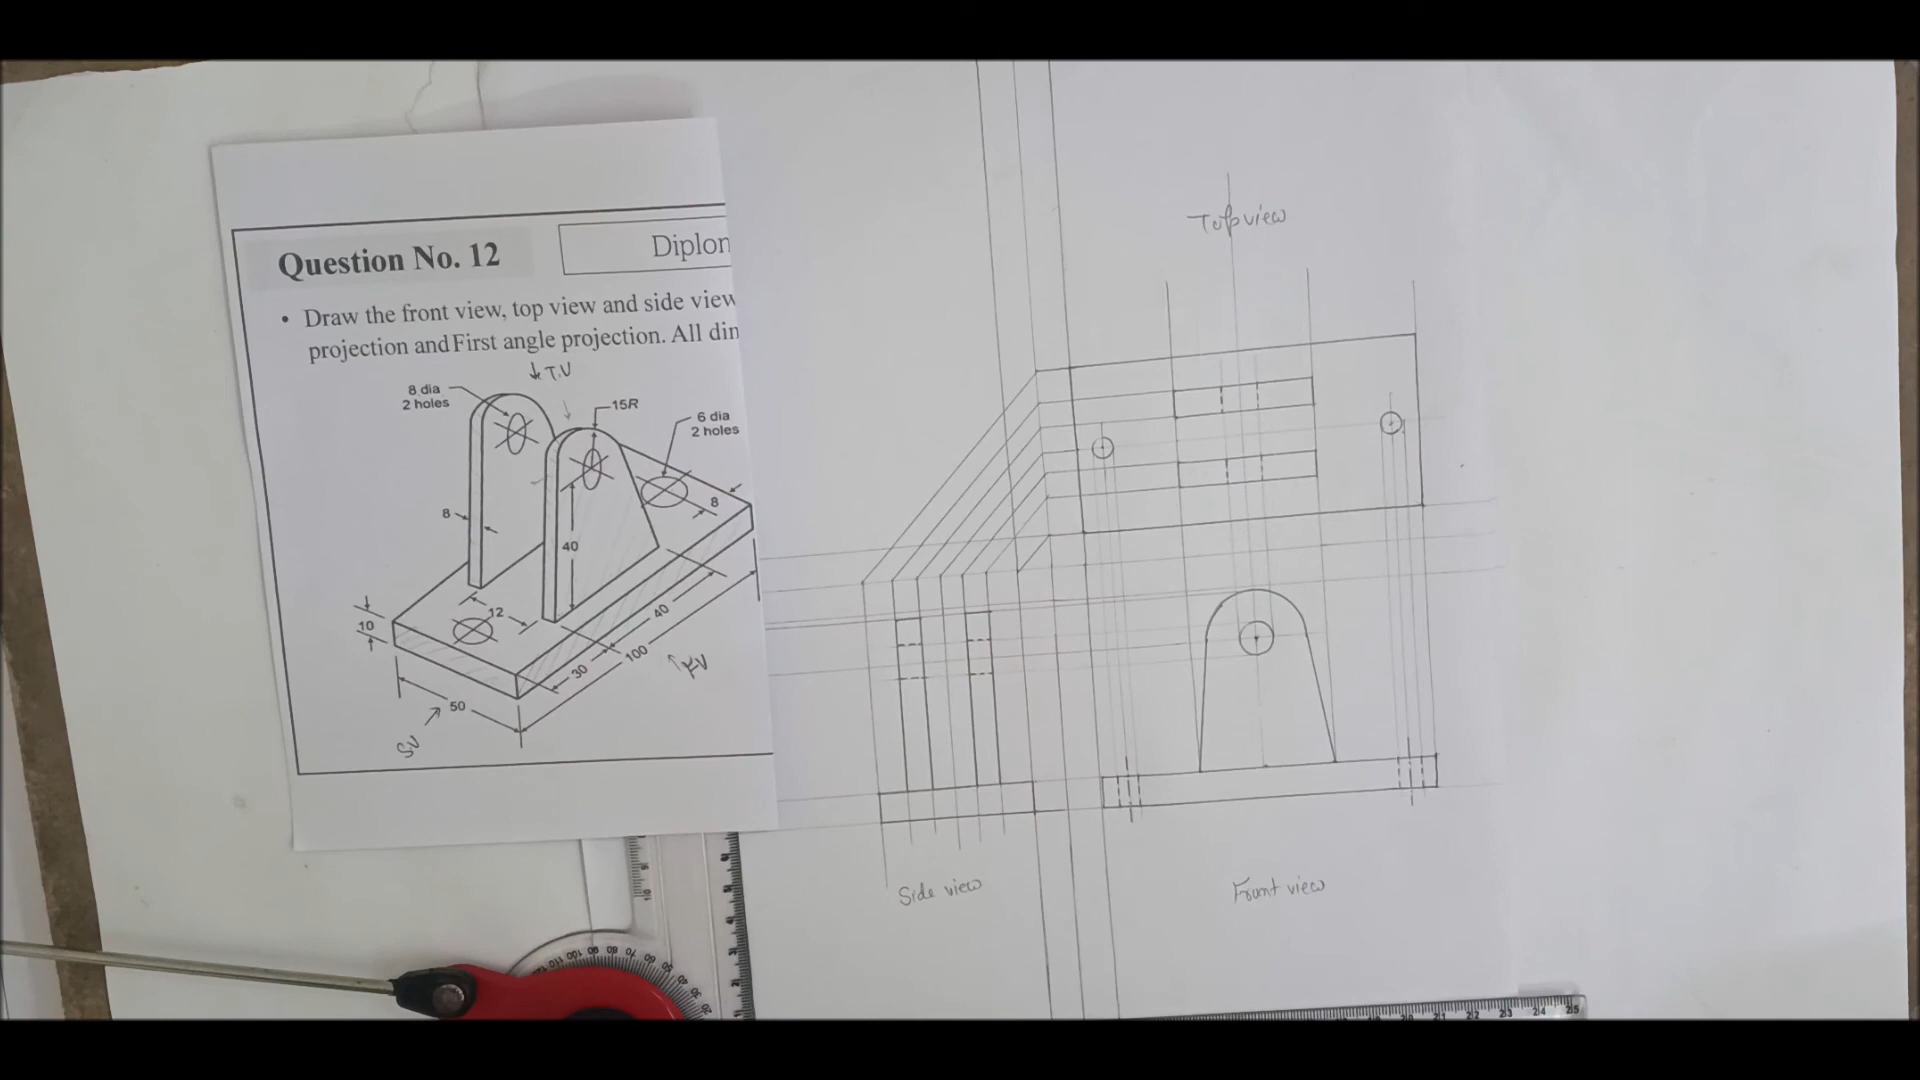 Question No. 12
Diplon
• Draw the front view, top view and side view
projection and First angle projection. All din
↓ T.V
8 dia
2 holes
15R
6 dia
2 holes
8
8
40
12
10
40
30
100
50
SV
FV
Top view
Side view
Front view